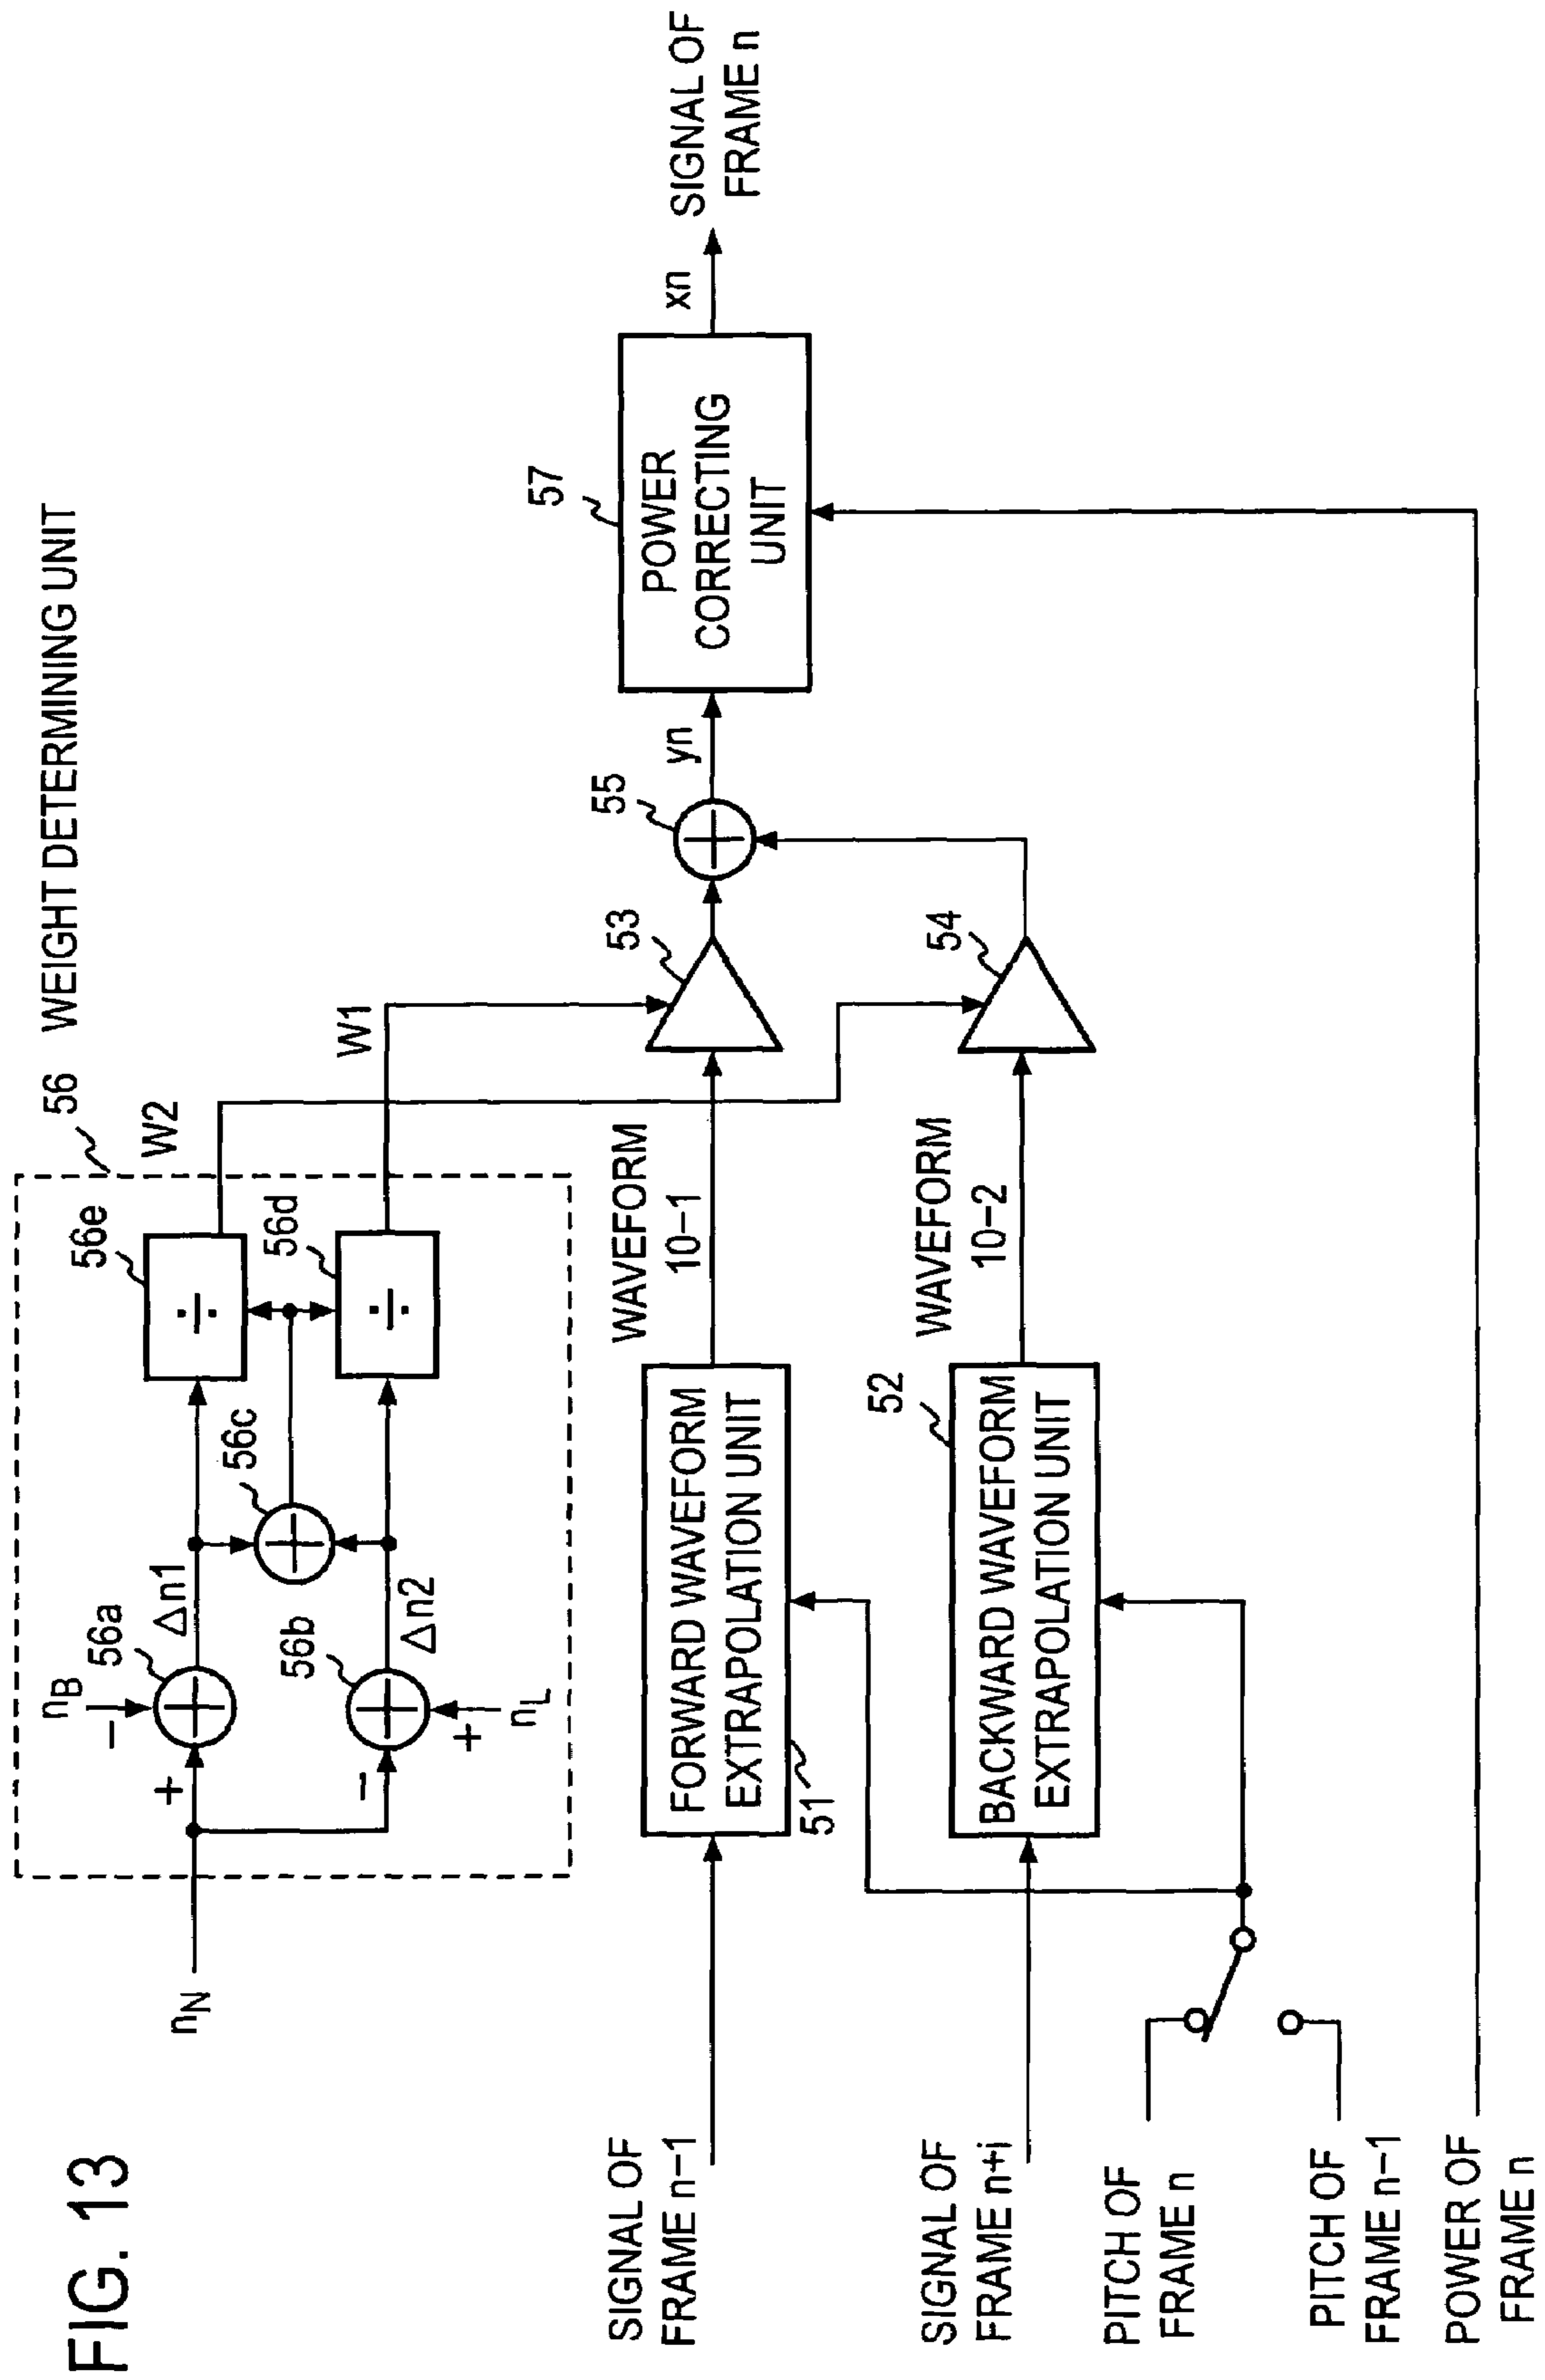 FIG. 13
56 WEIGHT DETERMINING UNIT
nN
nB
−
+
56a
Δn1
56c
56e
÷
W2
−
+
nL
56b
Δn2
56d
÷
W1
SIGNAL OF
FRAME n−1
FORWARD WAVEFORM
EXTRAPOLATION UNIT
51
WAVEFORM
10−1
53
55
yn
57
POWER
CORRECTING
UNIT
xn
SIGNAL OF
FRAME n
SIGNAL OF
FRAME n+i
BACKWARD WAVEFORM
EXTRAPOLATION UNIT
52
WAVEFORM
10−2
54
PITCH OF
FRAME n
PITCH OF
FRAME n−1
POWER OF
FRAME n